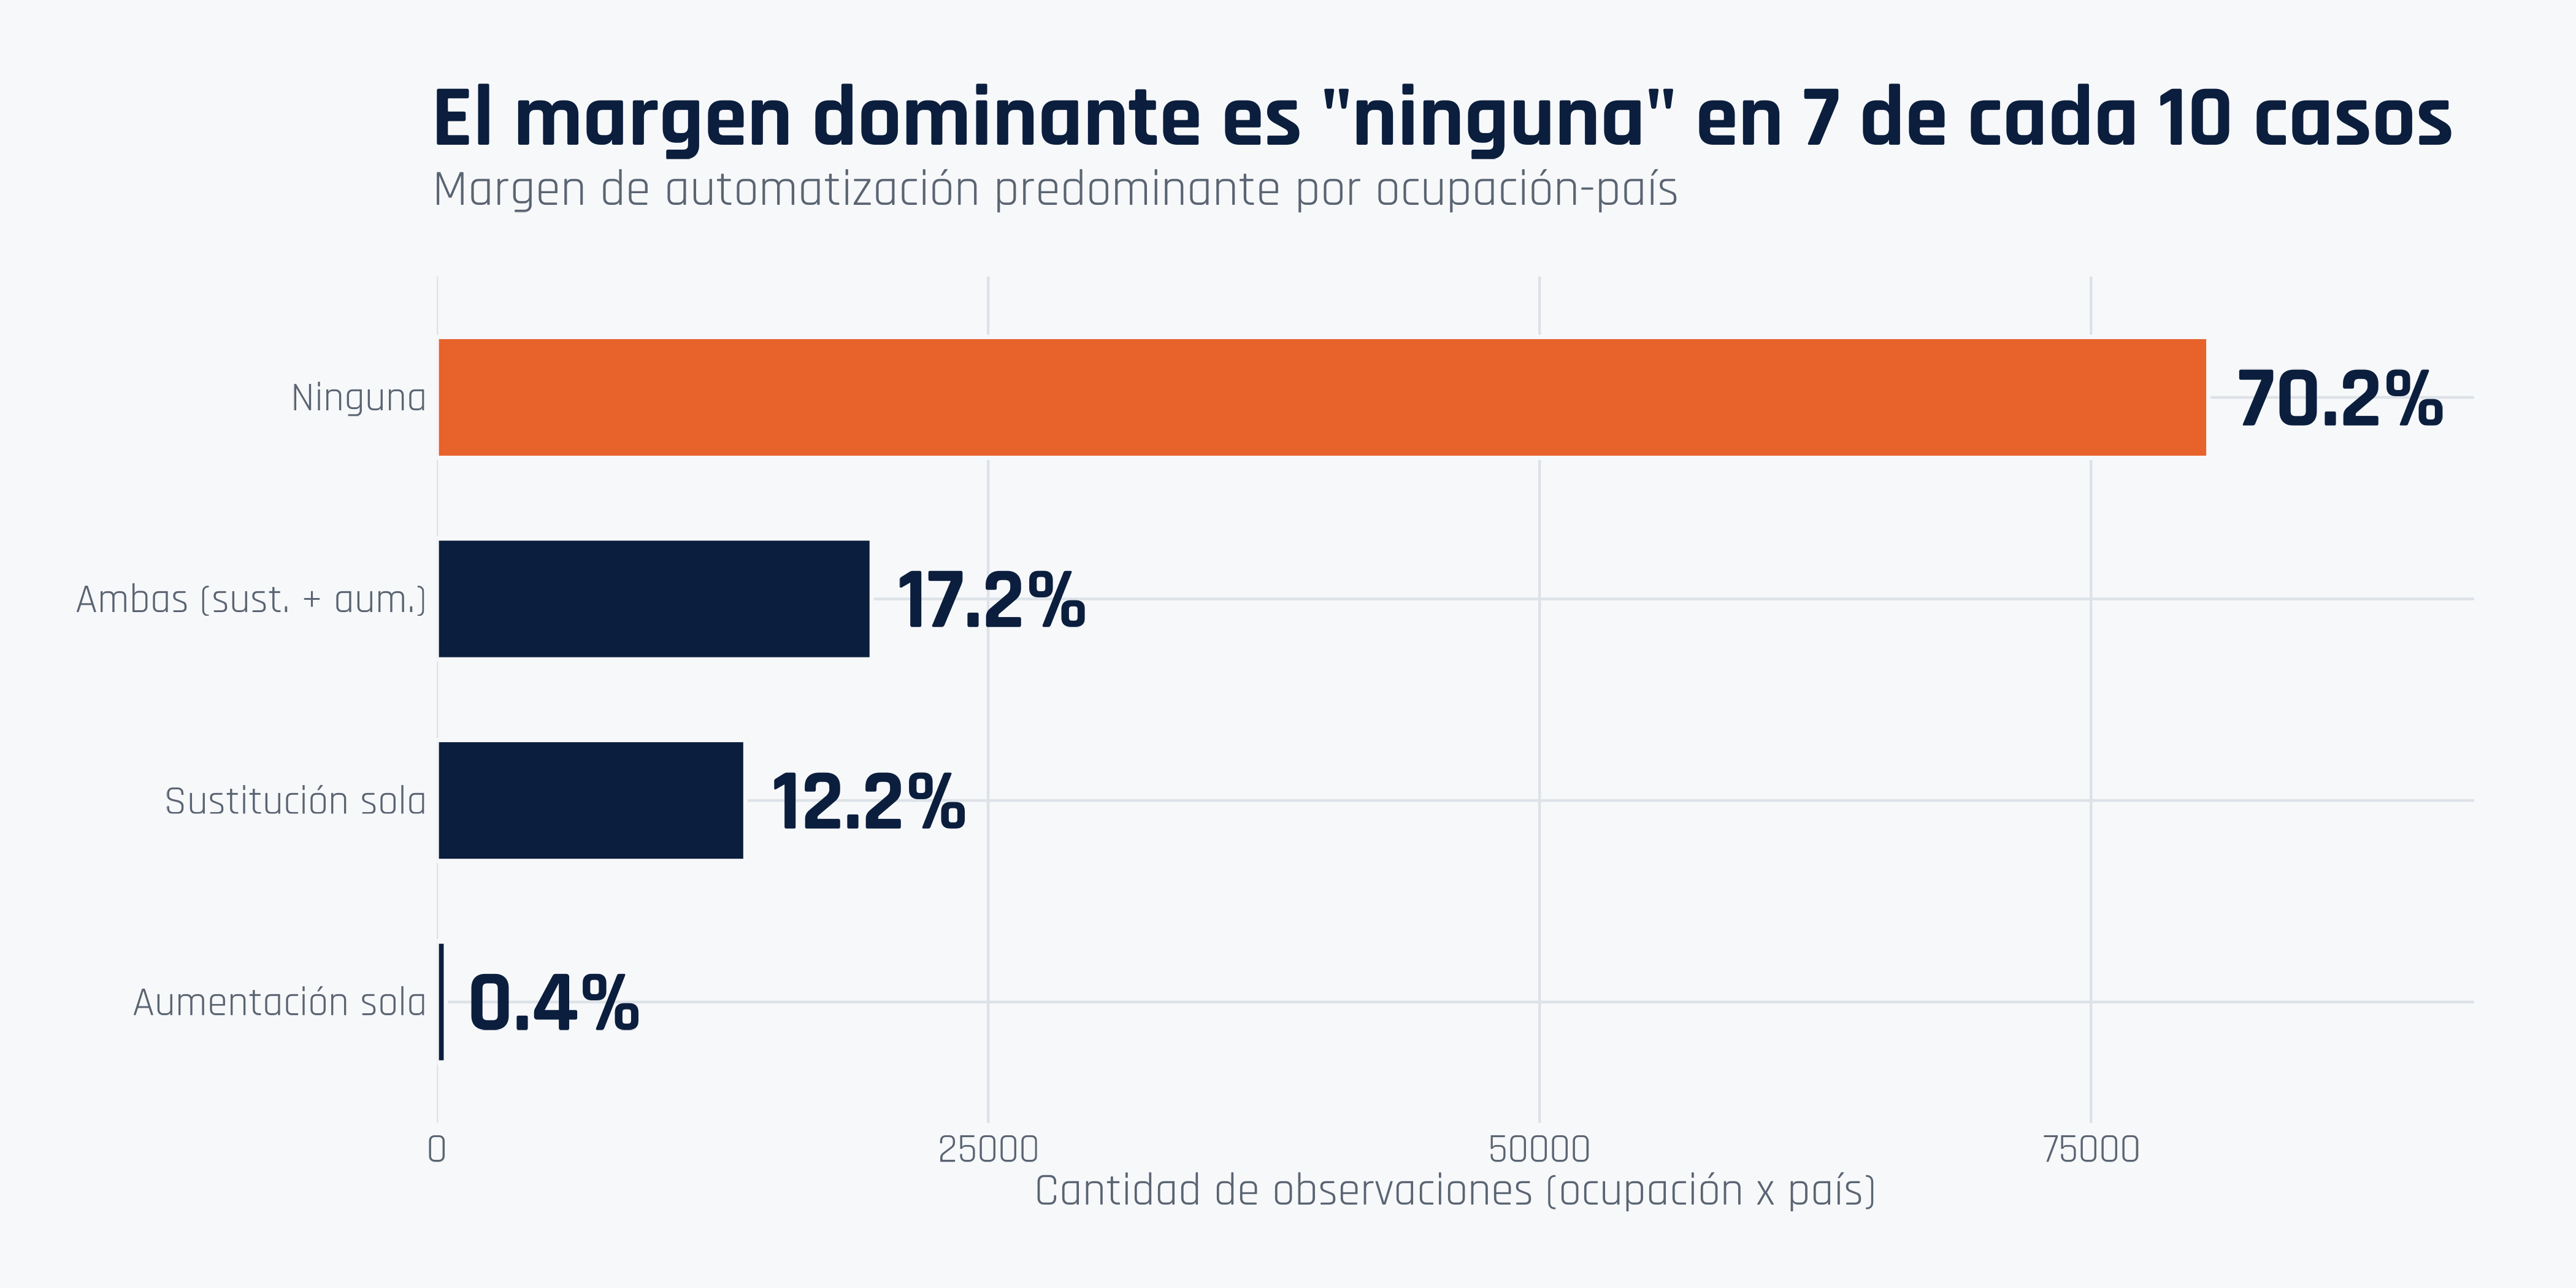 El margen dominante es "ninguna" en 7 de cada 10 casos
Margen de automatización predominante por ocupación-país
Ninguna
70.2%
Ambas (sust. + aum.)
17.2%
Sustitución sola
12.2%
Aumentación sola
0.4%
0 25000 50000 75000
Cantidad de observaciones (ocupación x país)